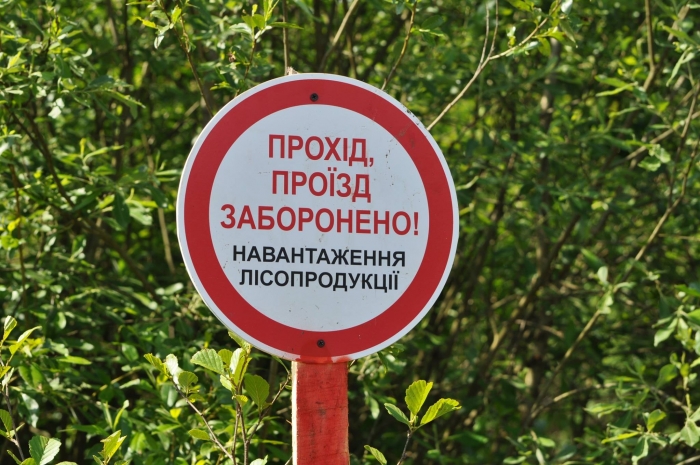 ПРОХІД,
ПРОЇЗД
ЗАБОРОНЕНО!
НАВАНТАЖЕННЯ
ЛІСОПРОДУКЦІЇ